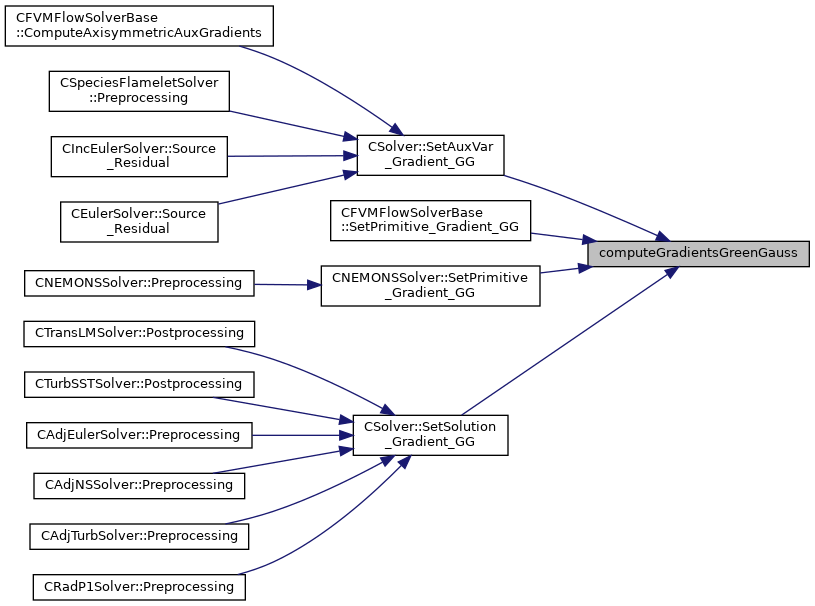 CFVMFlowSolverBase
::ComputeAxisymmetricAuxGradients
CSpeciesFlameletSolver
::Preprocessing
CIncEulerSolver::Source
_Residual
CEulerSolver::Source
_Residual
CSolver::SetAuxVar
_Gradient_GG
CFVMFlowSolverBase
::SetPrimitive_Gradient_GG
computeGradientsGreenGauss
CNEMONSSolver::Preprocessing
CNEMONSSolver::SetPrimitive
_Gradient_GG
CTransLMSolver::Postprocessing
CTurbSSTSolver::Postprocessing
CAdjEulerSolver::Preprocessing
CAdjNSSolver::Preprocessing
CAdjTurbSolver::Preprocessing
CRadP1Solver::Preprocessing
CSolver::SetSolution
_Gradient_GG